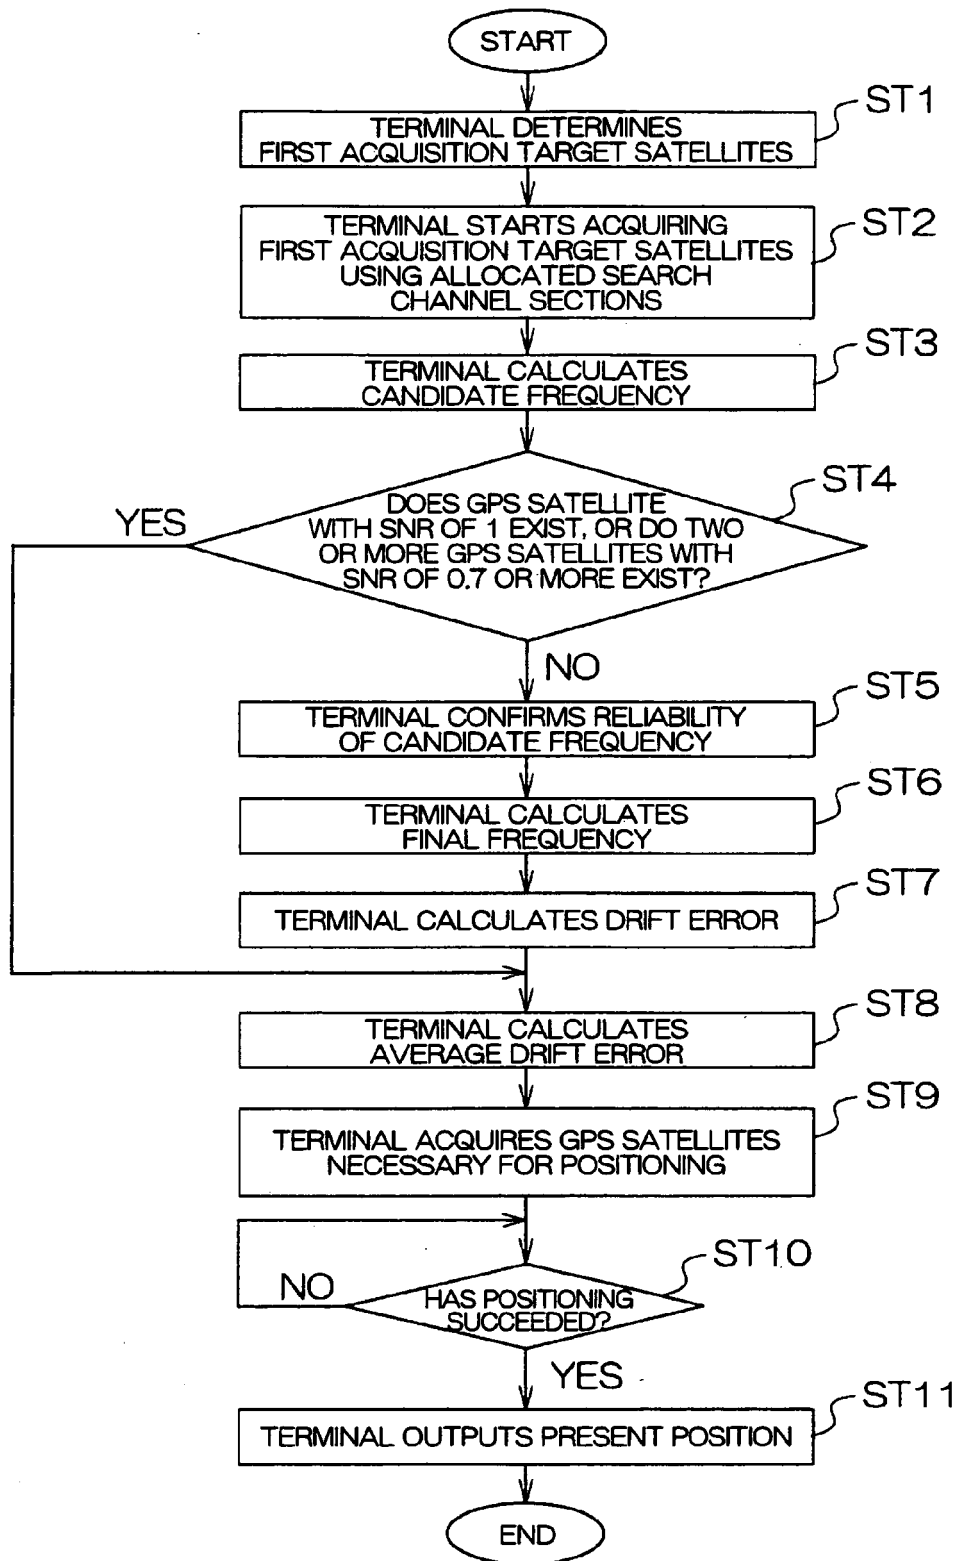 START
ST1
TERMINAL DETERMINES
FIRST ACQUISITION TARGET SATELLITES
ST2
TERMINAL STARTS ACQUIRING
FIRST ACQUISITION TARGET SATELLITES
USING ALLOCATED SEARCH
CHANNEL SECTIONS
ST3
TERMINAL CALCULATES
CANDIDATE FREQUENCY
ST4
DOES GPS SATELLITE
WITH SNR OF 1 EXIST, OR DO TWO
OR MORE GPS SATELLITES WITH
SNR OF 0.7 OR MORE EXIST?
YES
NO
ST5
TERMINAL CONFIRMS RELIABILITY
OF CANDIDATE FREQUENCY
ST6
TERMINAL CALCULATES
FINAL FREQUENCY
ST7
TERMINAL CALCULATES DRIFT ERROR
ST8
TERMINAL CALCULATES
AVERAGE DRIFT ERROR
ST9
TERMINAL ACQUIRES GPS SATELLITES
NECESSARY FOR POSITIONING
ST10
HAS POSITIONING
SUCCEEDED?
NO
YES
ST11
TERMINAL OUTPUTS PRESENT POSITION
END